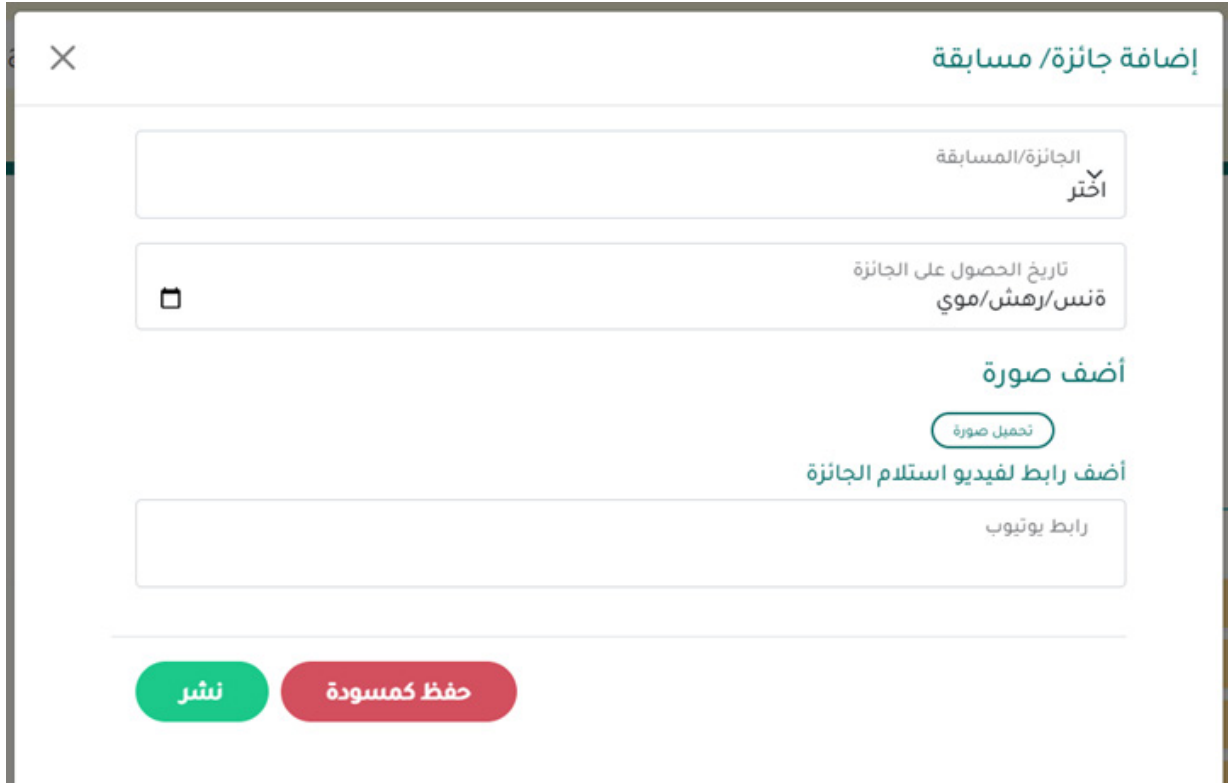 إضافة جائزة/ مسابقة
الجائزة/المسابقة
اختر
تاريخ الحصول على الجائزة
ةنس/رهش/موي
أضف صورة
تحميل صورة
أضف رابط لفيديو استلام الجائزة
رابط يوتيوب
حفظ كمسودة
نشر